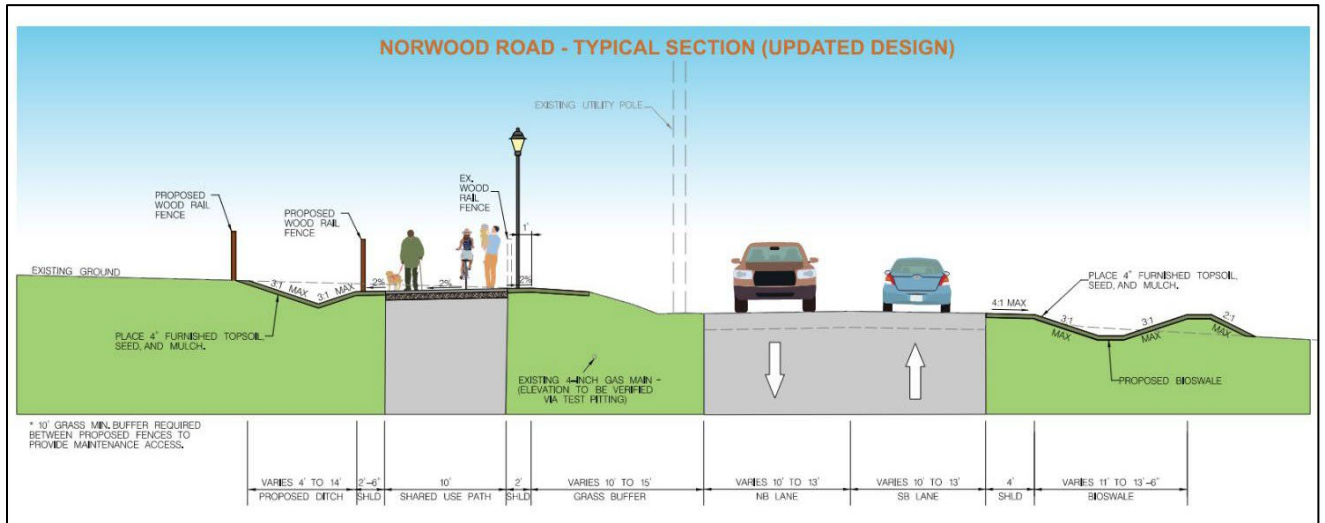 NORWOOD ROAD - TYPICAL SECTION (UPDATED DESIGN)
EXISTING UTILITY POLE
PROPOSED
WOOD RAIL
FENCE
PROPOSED
WOOD RAIL
FENCE
EX.
WOOD
RAIL
FENCE
1'
EXISTING GROUND
3:1
MAX
3:1
MAX
2%
2%
2%
PLACE 4" FURNISHED TOPSOIL,
SEED, AND MULCH.
EXISTING 4-INCH GAS MAIN -
(ELEVATION TO BE VERIFIED
VIA TEST PITTING)
4:1 MAX
PLACE 4" FURNISHED TOPSOIL,
SEED, AND MULCH.
3:1
MAX
3:1
MAX
2:1
MAX
PROPOSED BIOSWALE
* 10' GRASS MIN. BUFFER REQUIRED
BETWEEN PROPOSED FENCES TO
PROVIDE MAINTENANCE ACCESS.
VARIES 4' TO 14'
PROPOSED DITCH
2'-6"
SHLD
10'
SHARED USE PATH
2'
SHLD
VARIES 10' TO 15'
GRASS BUFFER
VARIES 10' TO 13'
NB LANE
VARIES 10' TO 13'
SB LANE
4'
SHLD
VARIES 11' TO 13'-6"
BIOSWALE